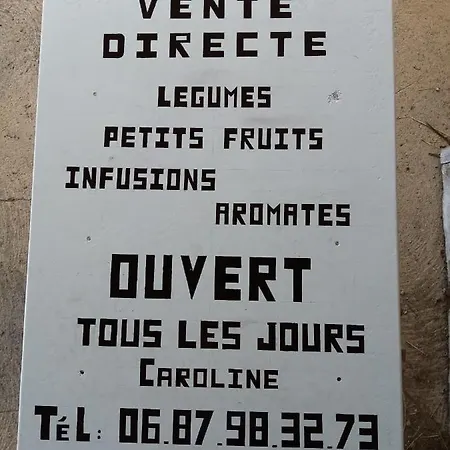 VENTE
DIRECTE
LEGUMES
PETITS FRUITS
INFUSIONS
AROMATES
OUVERT
TOUS LES JOURS
CAROLINE
TéL: 06.87.98.32.73